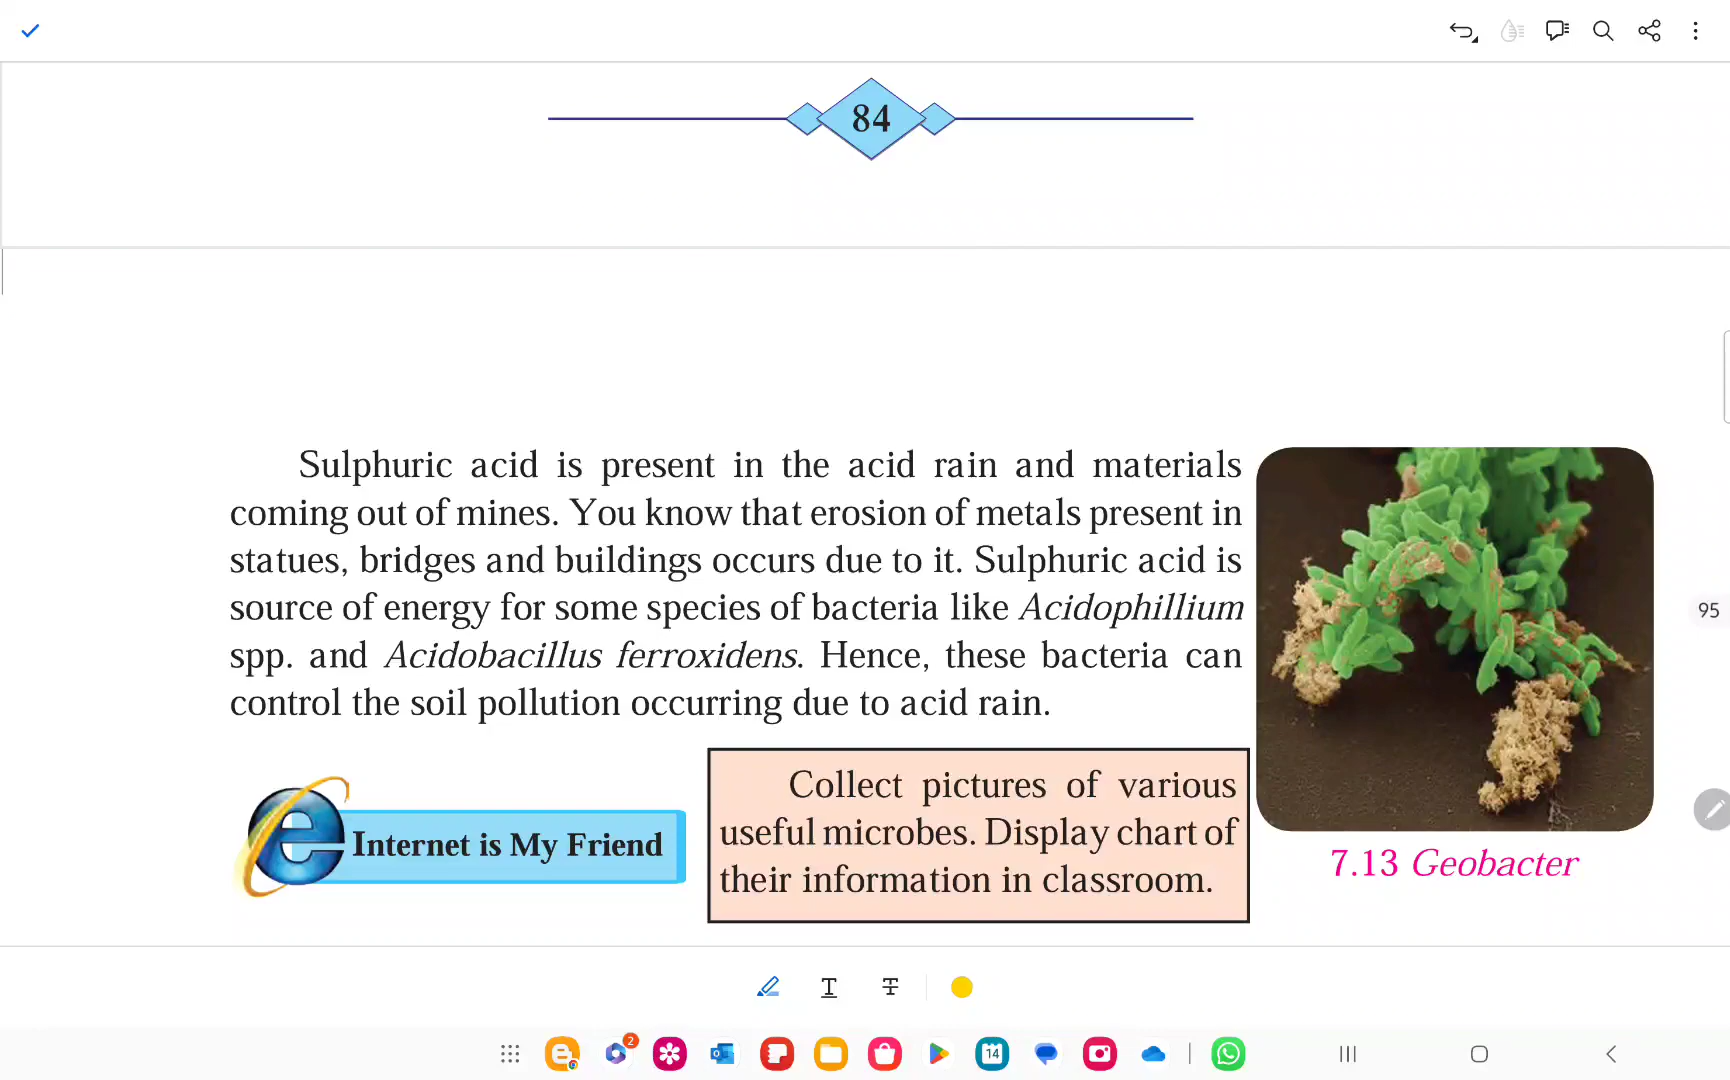 84
Sulphuric acid is present in the acid rain and materials
coming out of mines. You know that erosion of metals present in
statues, bridges and buildings occurs due to it. Sulphuric acid is
source of energy for some species of bacteria like Acidophillium
spp. and Acidobacillus ferroxidens. Hence, these bacteria can
control the soil pollution occurring due to acid rain.
95
Internet is My Friend
Collect pictures of various
useful microbes. Display chart of
their information in classroom.
7.13 Geobacter
T
T
2
14